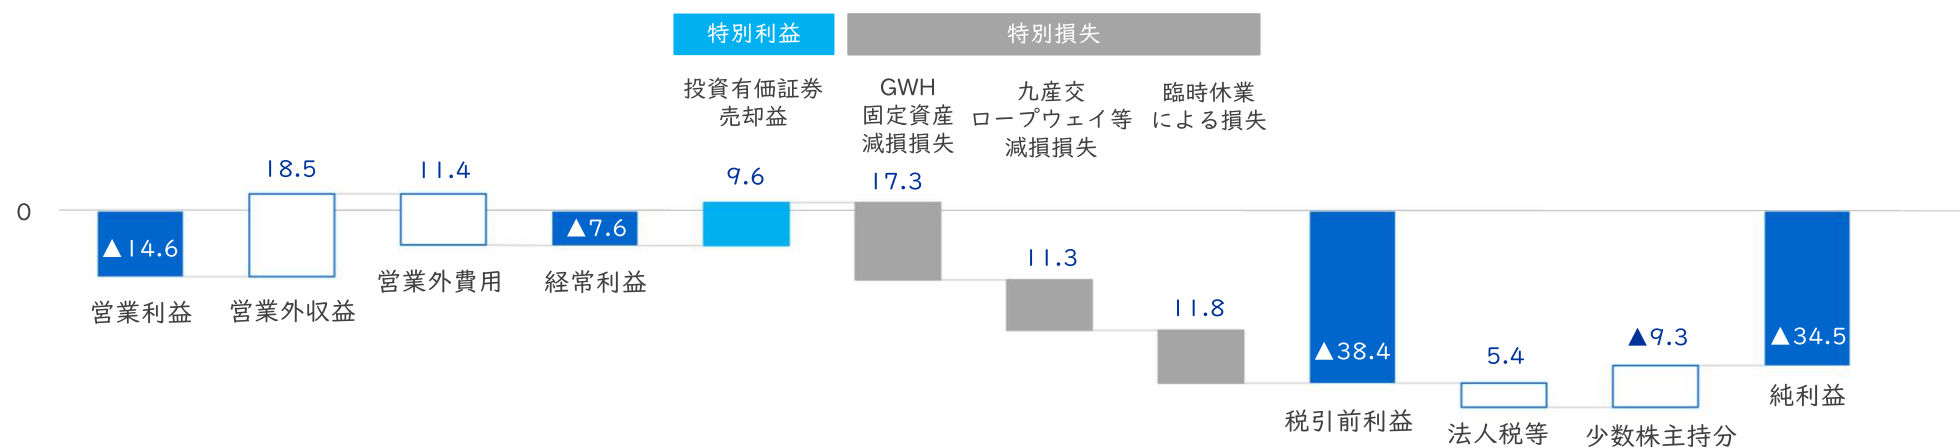 特別利益
特別損失
投資有価証券
売却益
GWH
固定資産
減損損失
九産交
ロープウェイ等
減損損失
臨時休業
による損失
18.5
11.4
9.6
17.3
0
▲14.6
▲7.6
11.3
11.8
営業利益
営業外収益
営業外費用
経常利益
▲38.4
5.4
▲9.3
▲34.5
税引前利益
法人税等
少数株主持分
純利益